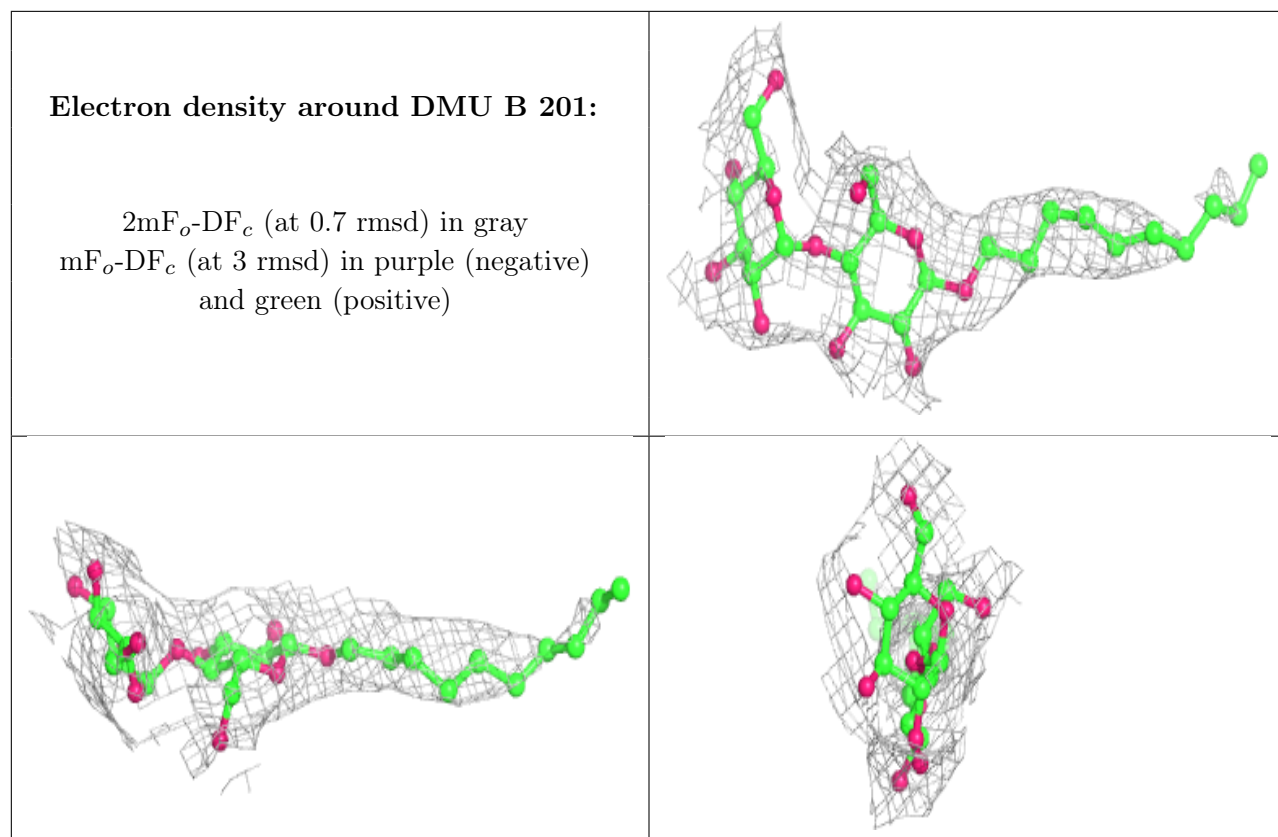 Electron density around DMU B 201:
2mFo-DFc (at 0.7 rmsd) in gray
mFo-DFc (at 3 rmsd) in purple (negative)
and green (positive)